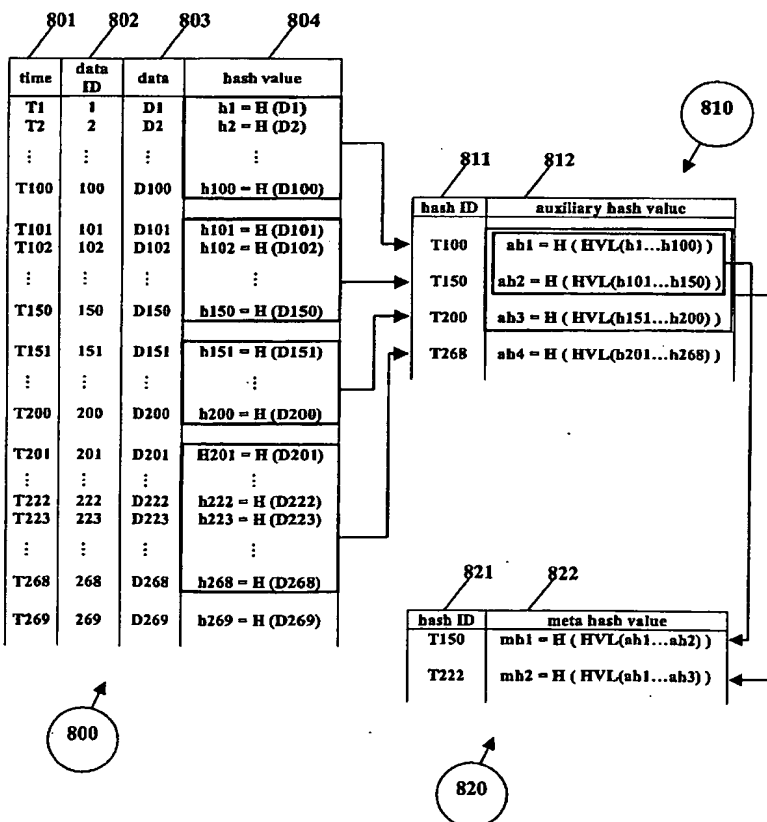 801 802 803 804
time data ID data hash value
T1 1 D1 h1 = H (D1)
T2 2 D2 h2 = H (D2)
⋮ ⋮ ⋮ ⋮
T100 100 D100 h100 = H (D100)
T101 101 D101 h101 = H (D101)
T102 102 D102 h102 = H (D102)
⋮ ⋮ ⋮ ⋮
T150 150 D150 h150 = H (D150)
T151 151 D151 h151 = H (D151)
⋮ ⋮ ⋮ ⋮
T200 200 D200 h200 = H (D200)
T201 201 D201 H201 = H (D201)
⋮ ⋮ ⋮ ⋮
T222 222 D222 h222 = H (D222)
T223 223 D223 h223 = H (D223)
⋮ ⋮ ⋮ ⋮
T268 268 D268 h268 = H (D268)
T269 269 D269 h269 = H (D269)
800
810
811 812
hash ID auxiliary hash value
T100 ah1 = H ( HVL(h1...h100) )
T150 ah2 = H ( HVL(h101...h150) )
T200 ah3 = H ( HVL(h151...h200) )
T268 ah4 = H ( HVL(h201...h268) )
821 822
hash ID meta hash value
T150 mh1 = H ( HVL(ah1...ah2) )
T222 mh2 = H ( HVL(ah1...ah3) )
820